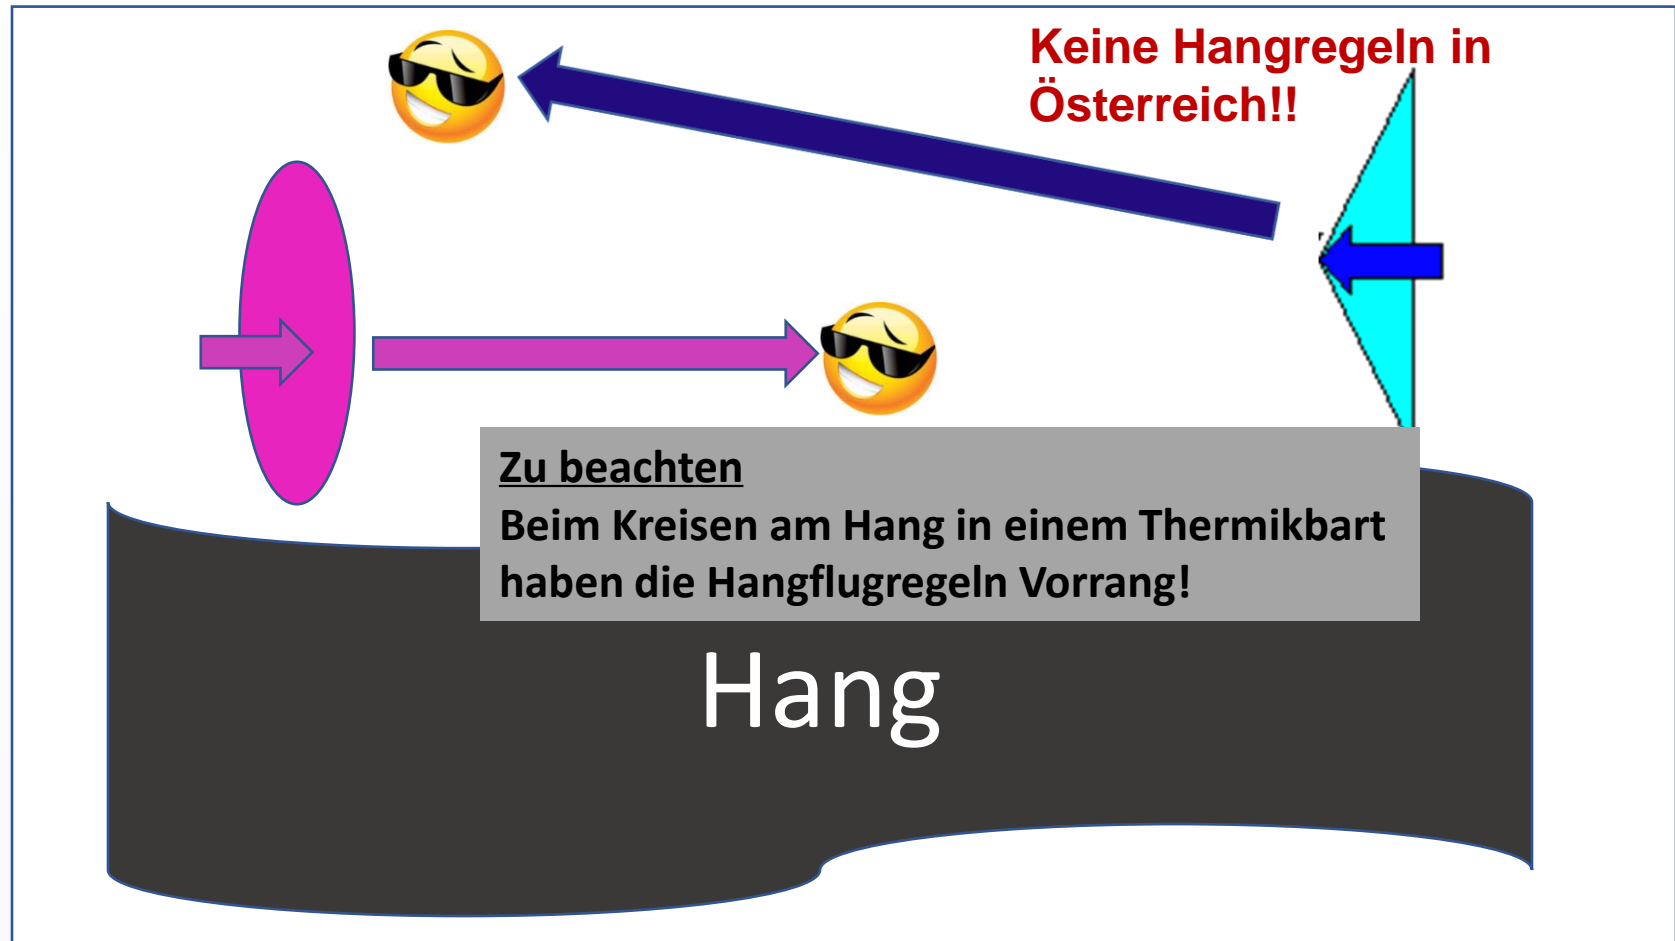 Keine Hangregeln in
Österreich!!
Zu beachten
Beim Kreisen am Hang in einem Thermikbart
haben die Hangflugregeln Vorrang!
Hang